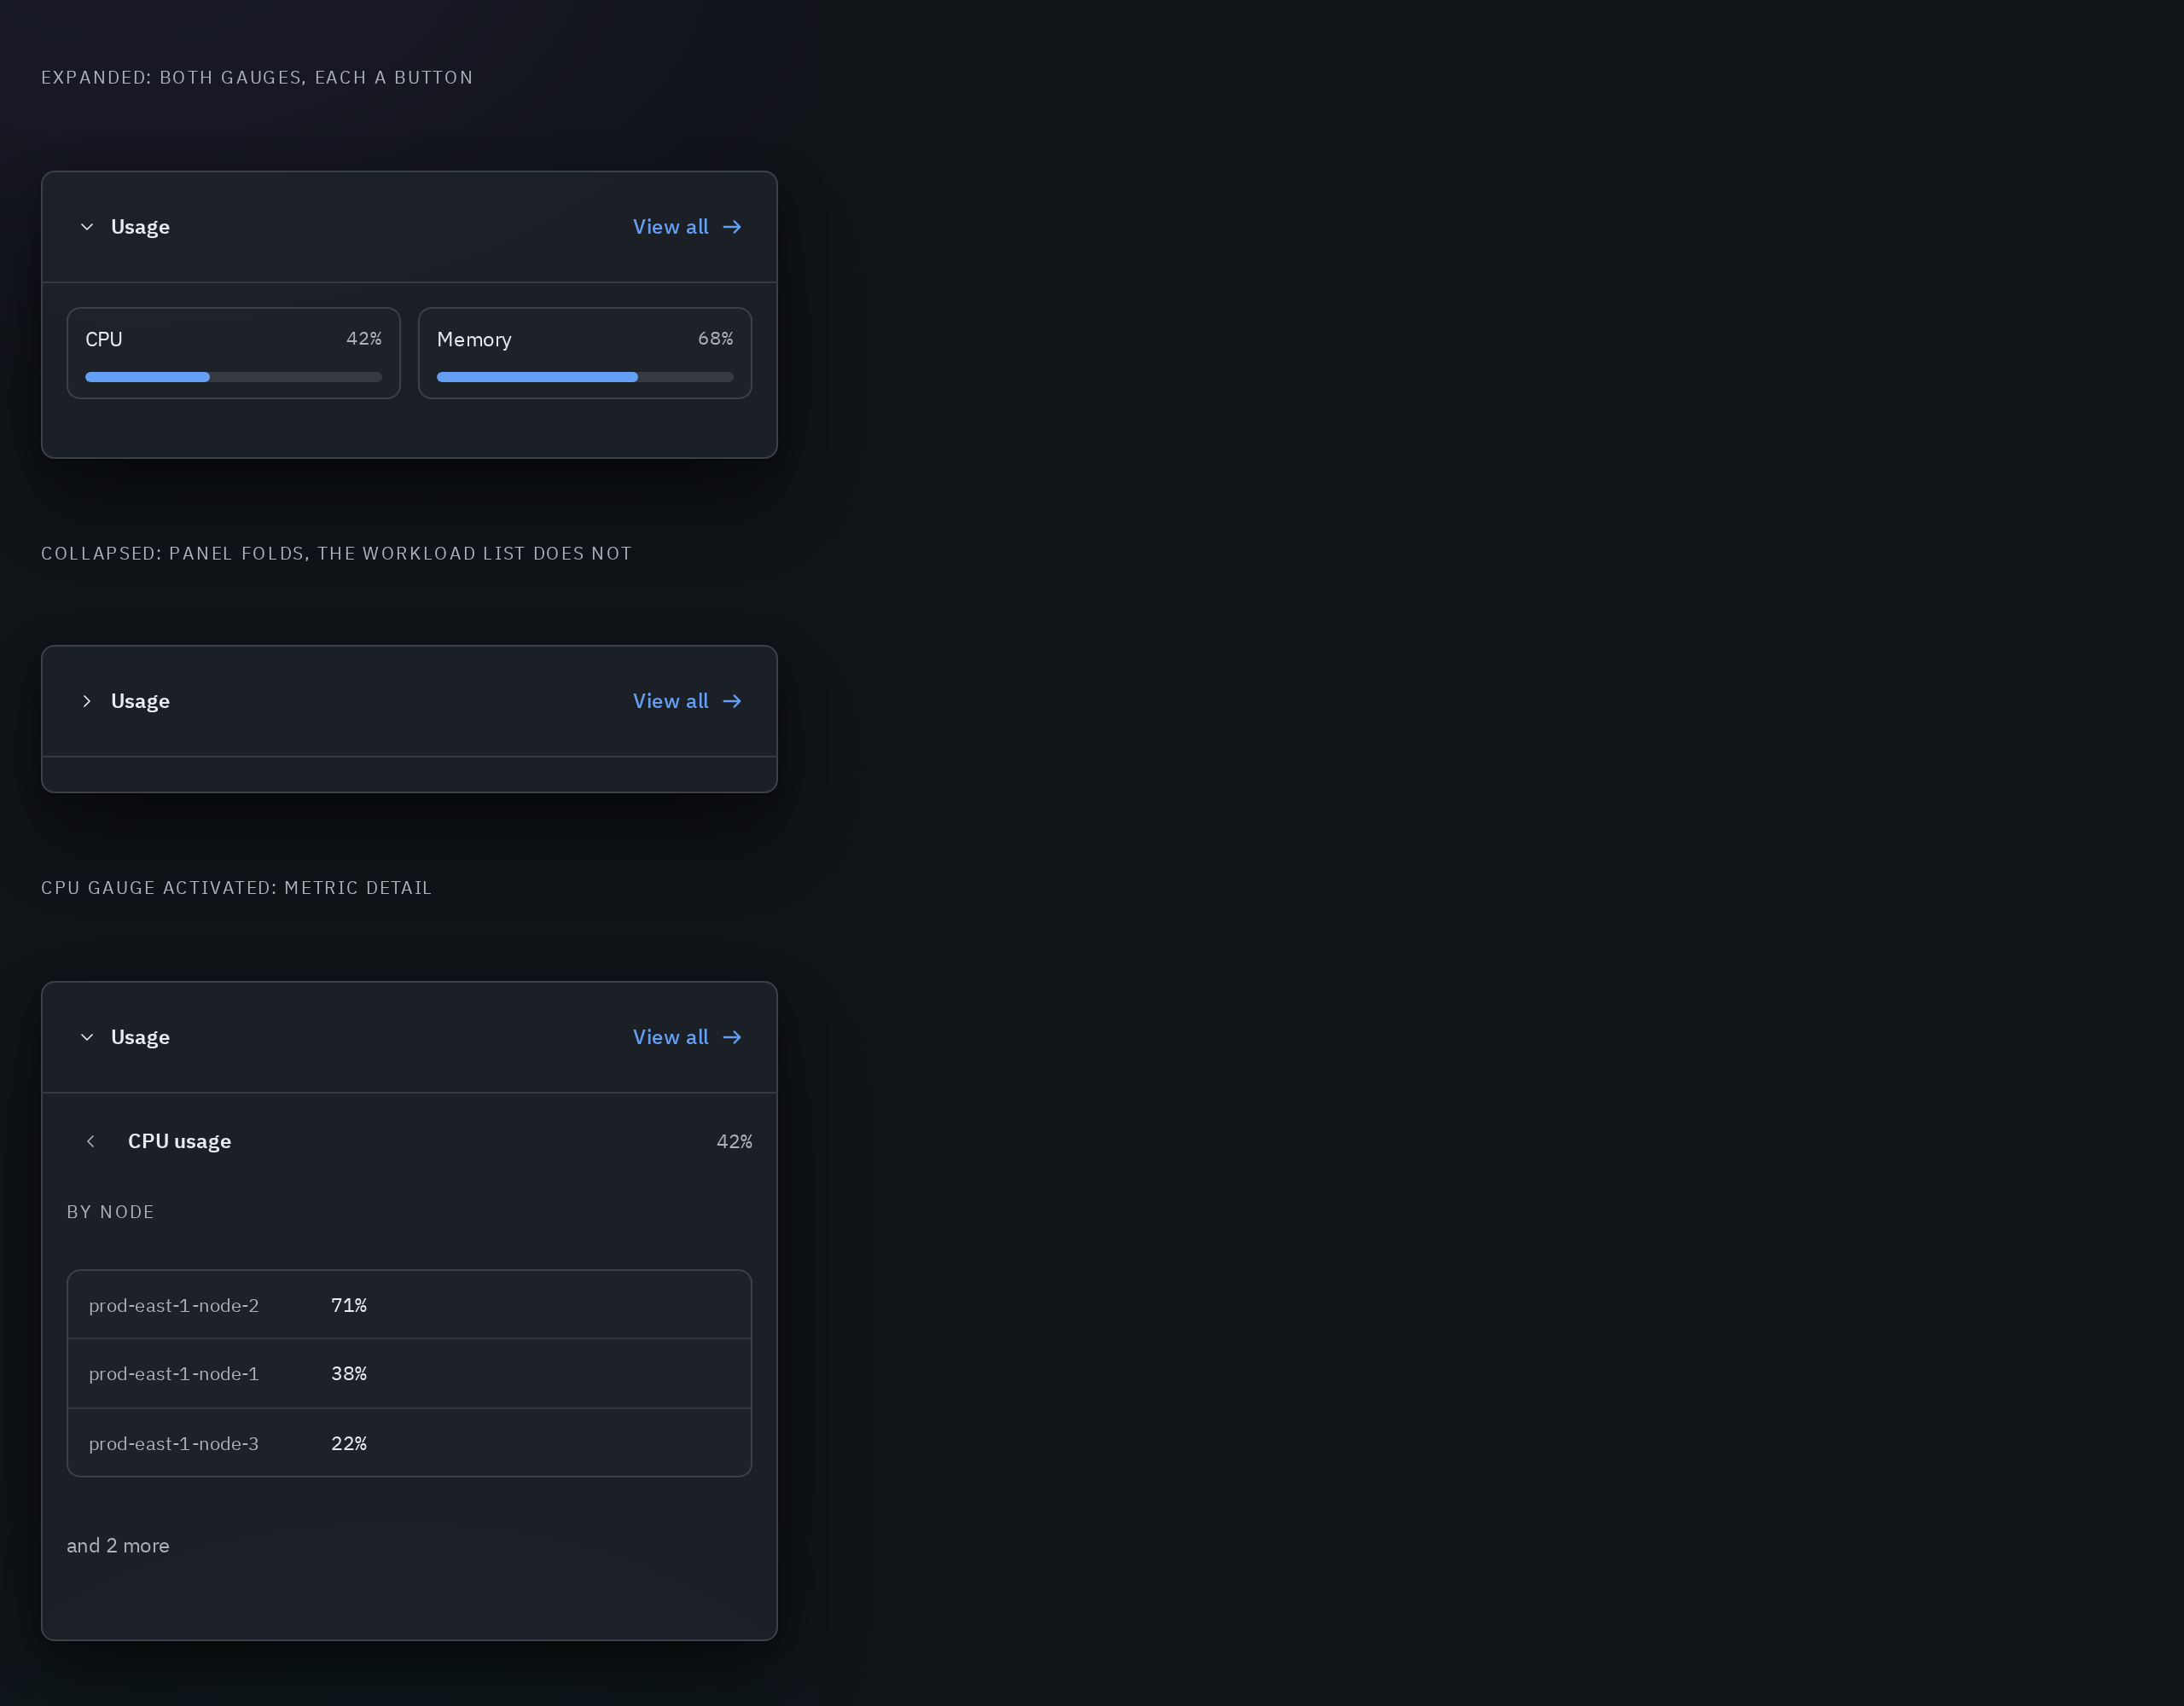 EXPANDED: BOTH GAUGES, EACH A BUTTON
Usage View all →
CPU 42% Memory 68%
COLLAPSED: PANEL FOLDS, THE WORKLOAD LIST DOES NOT
Usage View all →
CPU GAUGE ACTIVATED: METRIC DETAIL
Usage View all →
CPU usage 42%
BY NODE
prod-east-1-node-2 71%
prod-east-1-node-1 38%
prod-east-1-node-3 22%
and 2 more